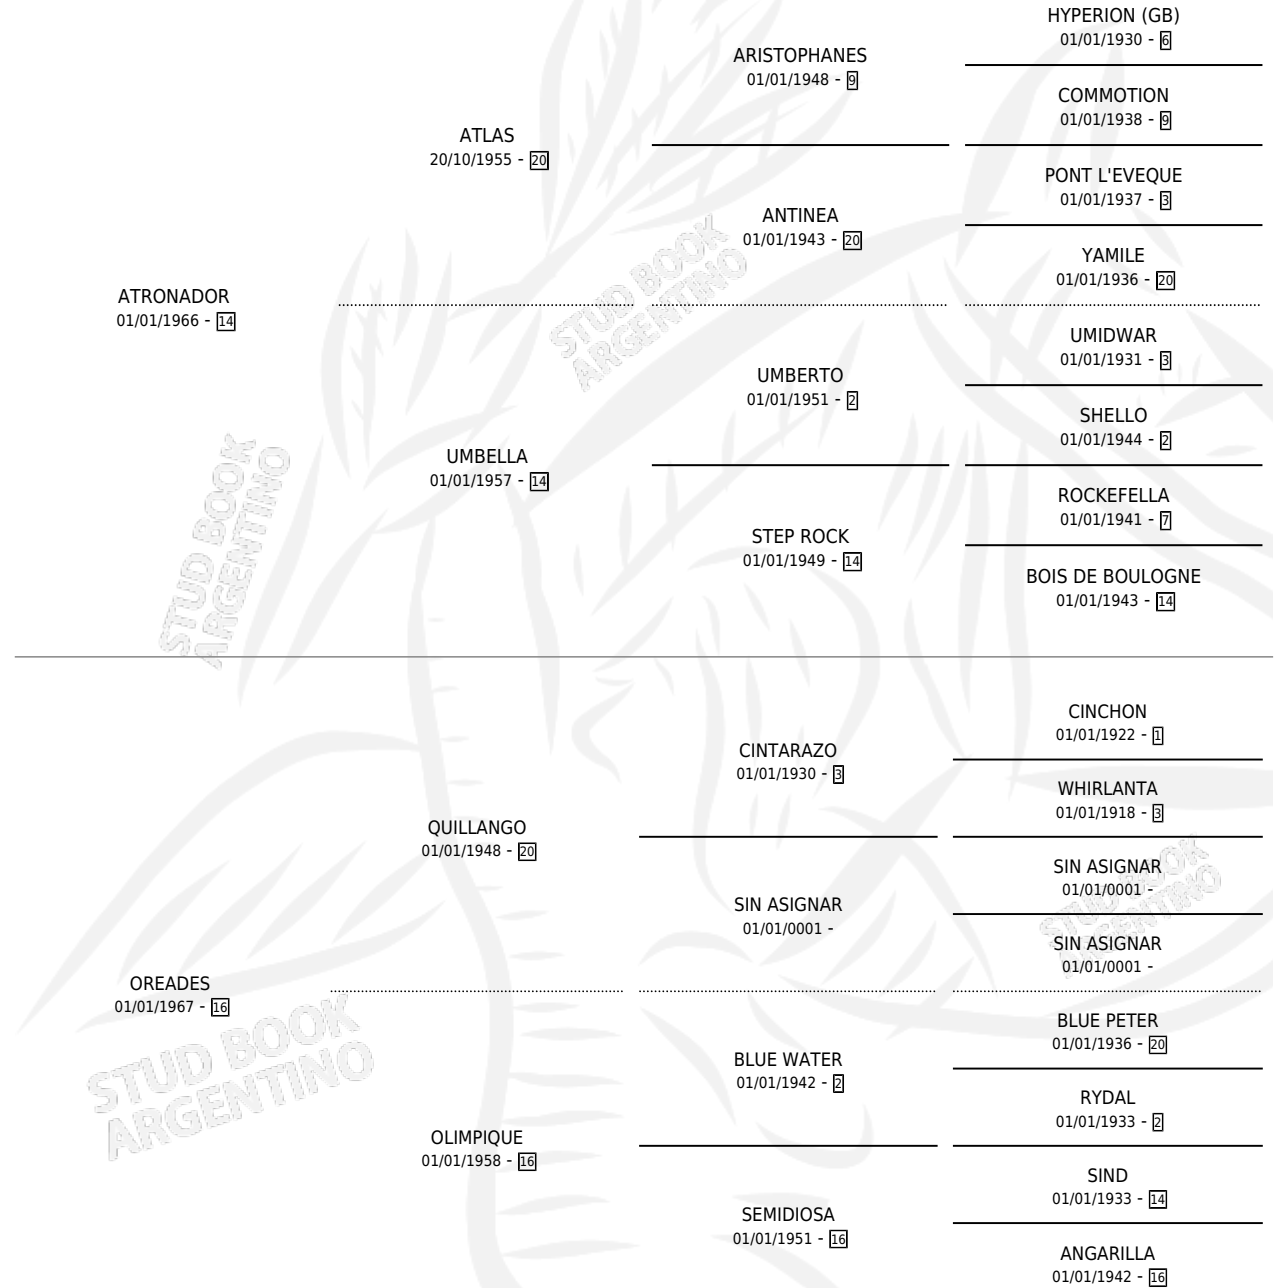 HYPERION (GB)
01/01/1930 - 6
ARISTOPHANES
01/01/1948 - 9
COMMOTION
01/01/1938 - 9
ATLAS
20/10/1955 - 20
PONT L'EVEQUE
01/01/1937 - 3
ANTINEA
01/01/1943 - 20
YAMILE
01/01/1936 - 20
ATRONADOR
01/01/1966 - 14
STUD BOOK
ARGENTINO
UMIDWAR
01/01/1931 - 3
UMBERTO
01/01/1951 - 2
SHELLO
01/01/1944 - 2
UMBELLA
01/01/1957 - 14
ROCKEFELLA
01/01/1941 - 7
STEP ROCK
01/01/1949 - 14
BOIS DE BOULOGNE
01/01/1943 - 14
STUD BOOK
ARGENTINO
CINCHON
01/01/1922 - 1
CINTARAZO
01/01/1930 - 3
WHIRLANTA
01/01/1918 - 3
QUILLANGO
01/01/1948 - 20
SIN ASIGNAR
01/01/0001 -
SIN ASIGNAR
01/01/0001 -
SIN ASIGNAR
01/01/0001 -
STUD BOOK
ARGENTINO
OREADES
01/01/1967 - 16
BLUE PETER
01/01/1936 - 20
BLUE WATER
01/01/1942 - 2
RYDAL
01/01/1933 - 2
STUD BOOK
ARGENTINO
OLIMPIQUE
01/01/1958 - 16
SIND
01/01/1933 - 14
SEMIDIOSA
01/01/1951 - 16
ANGARILLA
01/01/1942 - 16